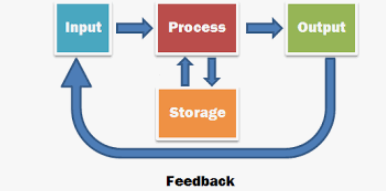 Input
Process
Output
Storage
Feedback